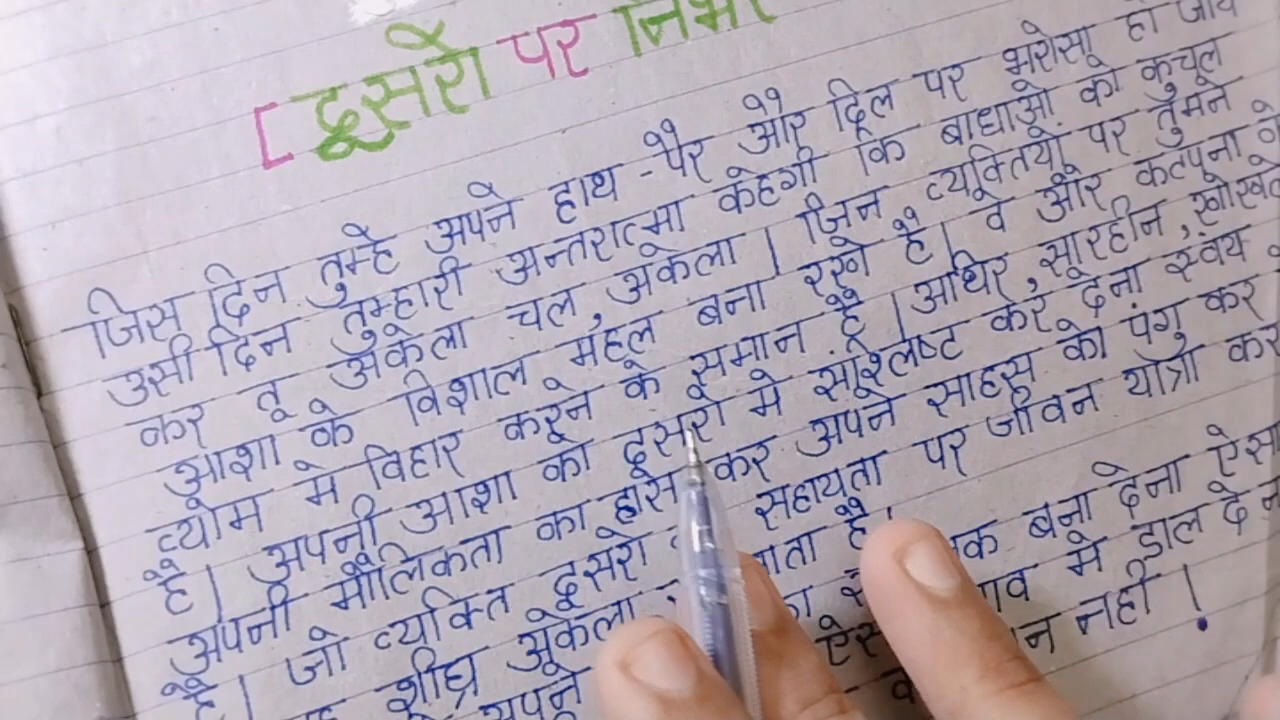 [ दूसरो पर निर्भर
जिस दिन तुम्हे अपने हाथ-पैर और दिल पर भरोसा हो जाय
उसी दिन तुम्हारी अन्तरात्मा कहेगी कि बाधाओ को कुचल
कर तू अकेला चल, अकेला । जिन व्यक्तियो पर तुमने
आशा के विशाल महल बना रखे है। वे और कल्पना के
व्योम मे विहार करने के समान है। अथिर, सारहीन, खोखले
है। अपनी आशा को दूसरो मे संश्लिष्ट कर देना स्वयं
अपनी मौलिकता का ह्रास कर अपने साहस को पंगु कर
है। जो व्यक्ति दूसरो सहायता पर जीवन यात्रा कर
शीघ्र अकेला जाता है।
अपने बना देना ऐसा
ऐस नाव मे डाल देना
नही ।